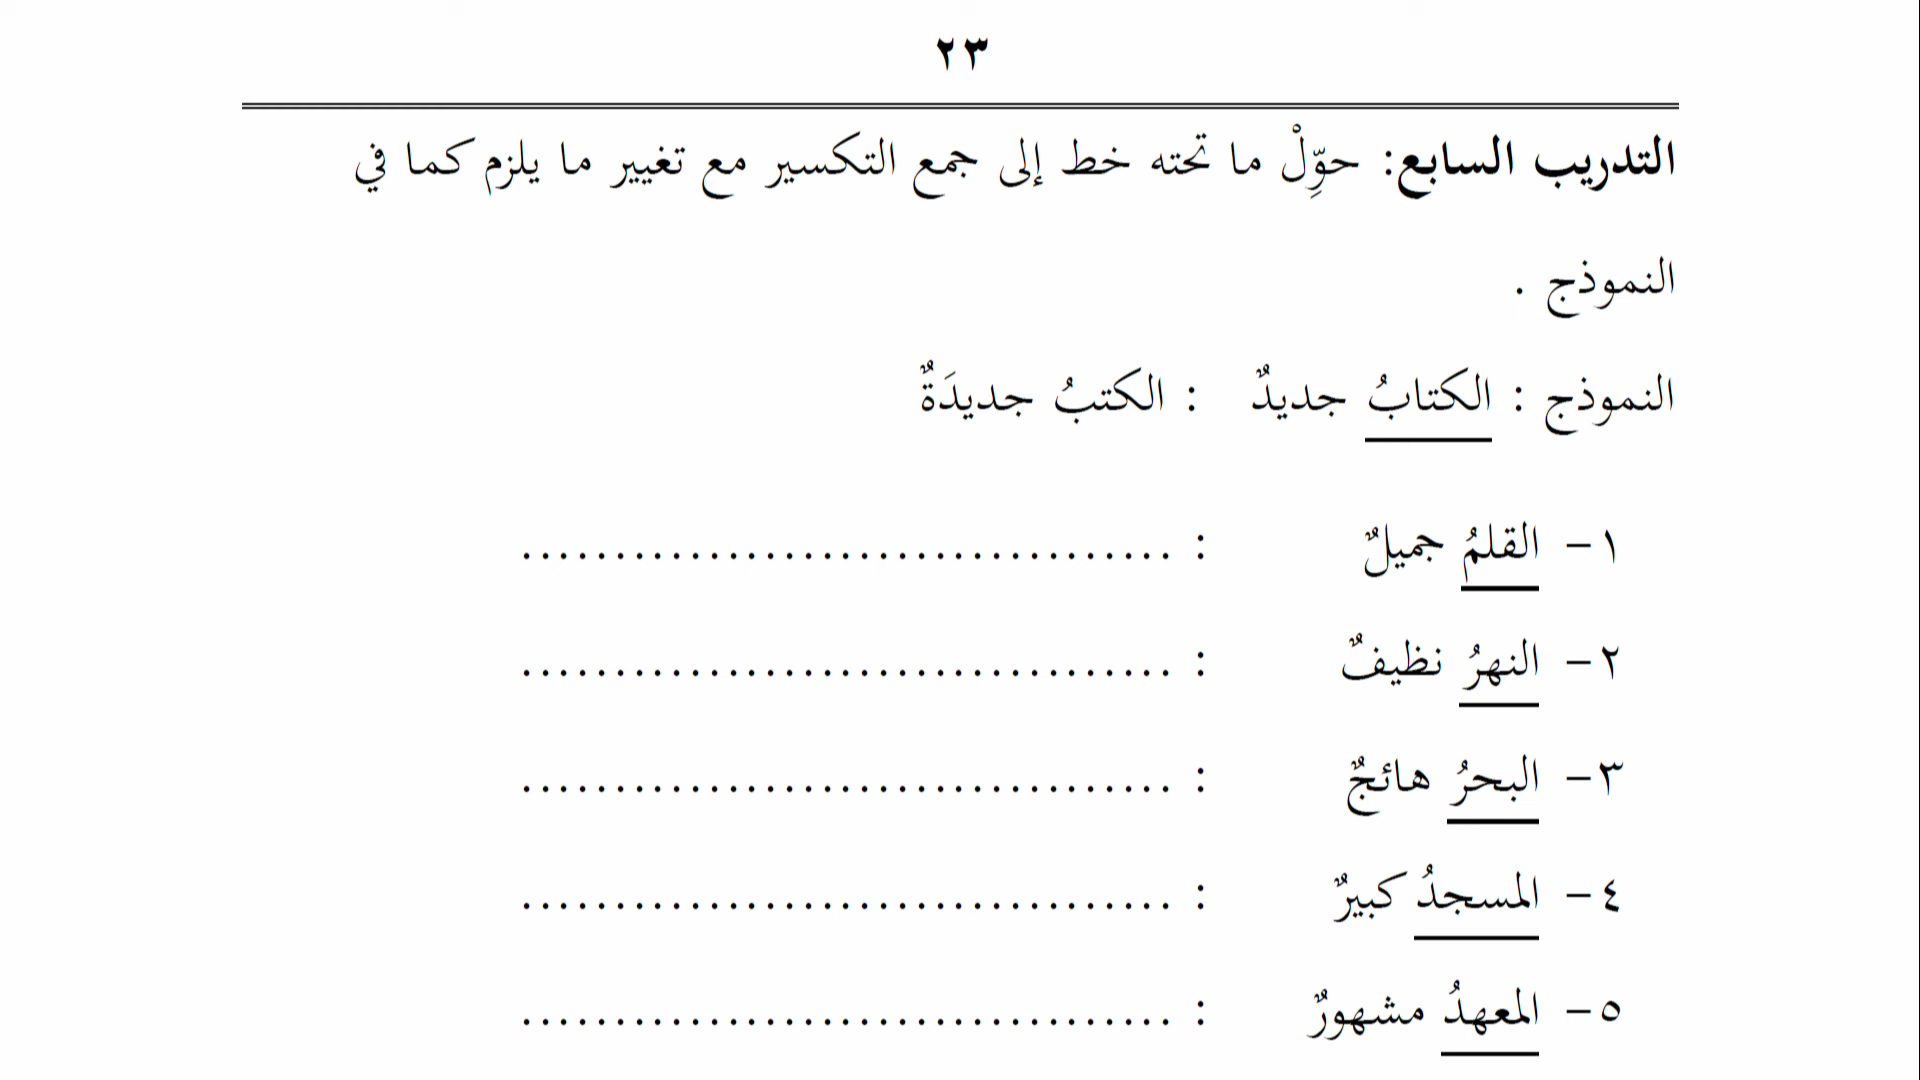 ٢٣
التدريب السابع: حوِّلْ ما تحته خط إلى جمع التكسير مع تغيير ما يلزم كما في
النموذج .
النموذج : الكتابُ جديدٌ : الكتبُ جديدَةٌ
١- القلمُ جميلٌ : ...................................
٢- النهرُ نظيفٌ : ...................................
٣- البحرُ هائجٌ : ...................................
٤- المسجدُ كبيرٌ : ...................................
٥- المعهدُ مشهورٌ : ...................................